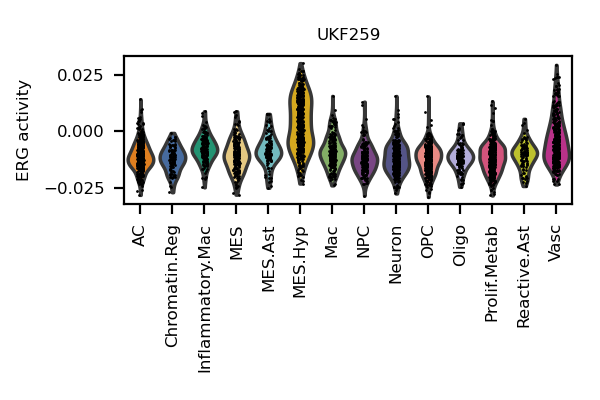 UKF259
ERG activity
0.025
0.000
−0.025
AC
Chromatin.Reg
Inflammatory.Mac
MES
MES.Ast
MES.Hyp
Mac
NPC
Neuron
OPC
Oligo
Prolif.Metab
Reactive.Ast
Vasc